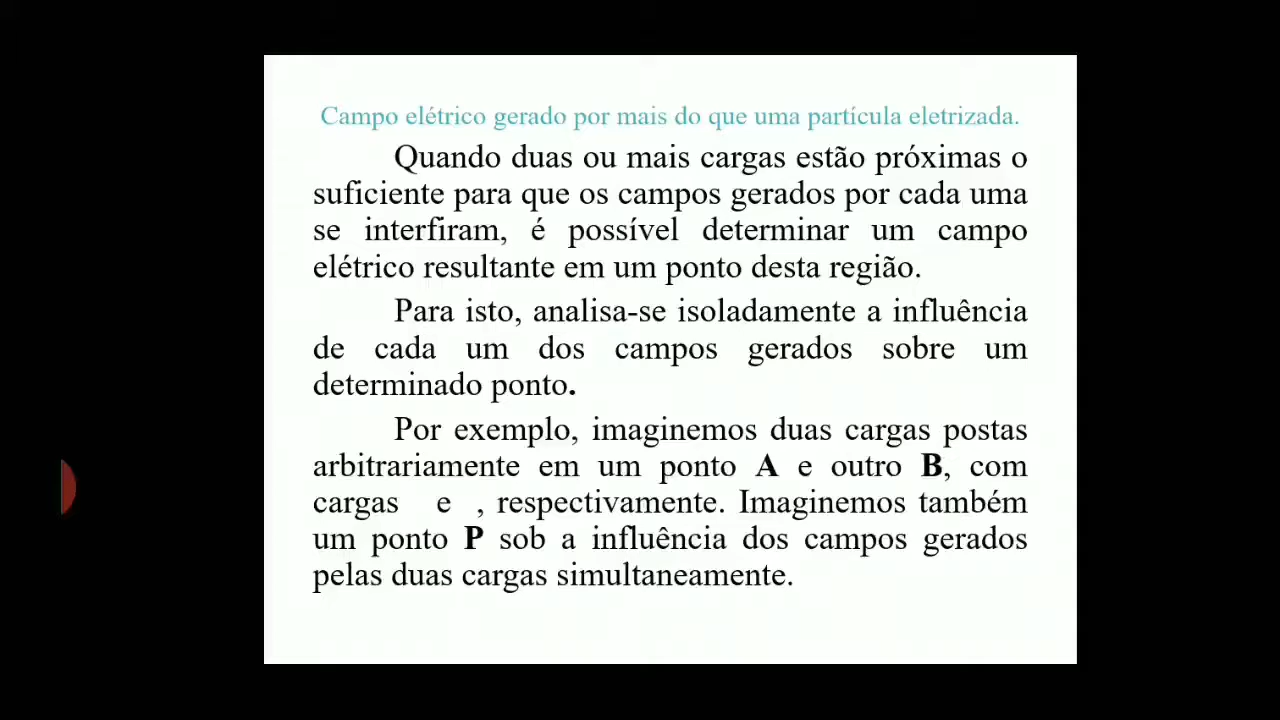 Campo elétrico gerado por mais do que uma partícula eletrizada.
Quando duas ou mais cargas estão próximas o
suficiente para que os campos gerados por cada uma
se interfiram, é possível determinar um campo
elétrico resultante em um ponto desta região.
Para isto, analisa-se isoladamente a influência
de cada um dos campos gerados sobre um
determinado ponto.
Por exemplo, imaginemos duas cargas postas
arbitrariamente em um ponto A e outro B, com
cargas e , respectivamente. Imaginemos também
um ponto P sob a influência dos campos gerados
pelas duas cargas simultaneamente.